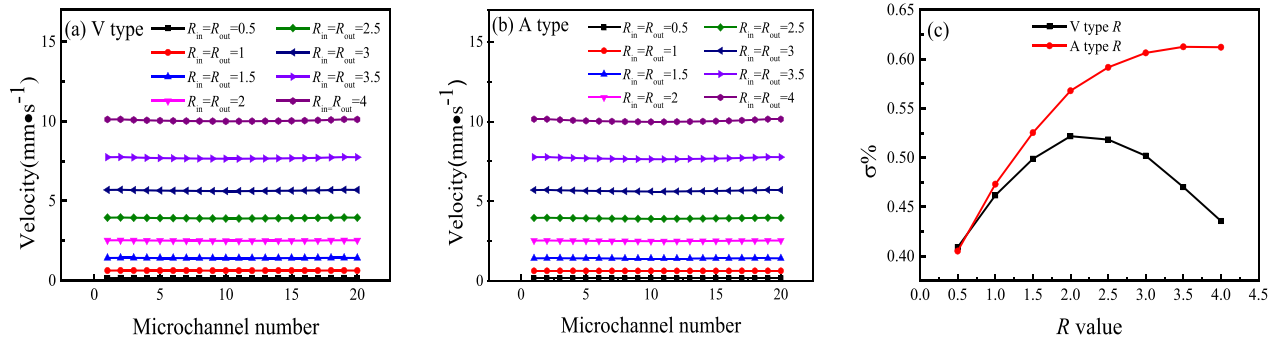 (a) V type
R_in=R_out=0.5
R_in=R_out=1
R_in=R_out=1.5
R_in=R_out=2
R_in=R_out=2.5
R_in=R_out=3
R_in=R_out=3.5
R_in R_out=4
Velocity(mm•s⁻¹)
15
10
5
0
0 5 10 15 20
Microchannel number
(b) A type
R_in=R_out=0.5
R_in=R_out=1
R_in=R_out=1.5
R_in=R_out=2
R_in=R_out=2.5
R_in=R_out=3
R_in=R_out=3.5
R_in=R_out=4
Velocity(mm•s⁻¹)
15
10
5
0
0 5 10 15 20
Microchannel number
(c)
V type R
A type R
σ%
0.65
0.60
0.55
0.50
0.45
0.40
0.0 0.5 1.0 1.5 2.0 2.5 3.0 3.5 4.0 4.5
R value